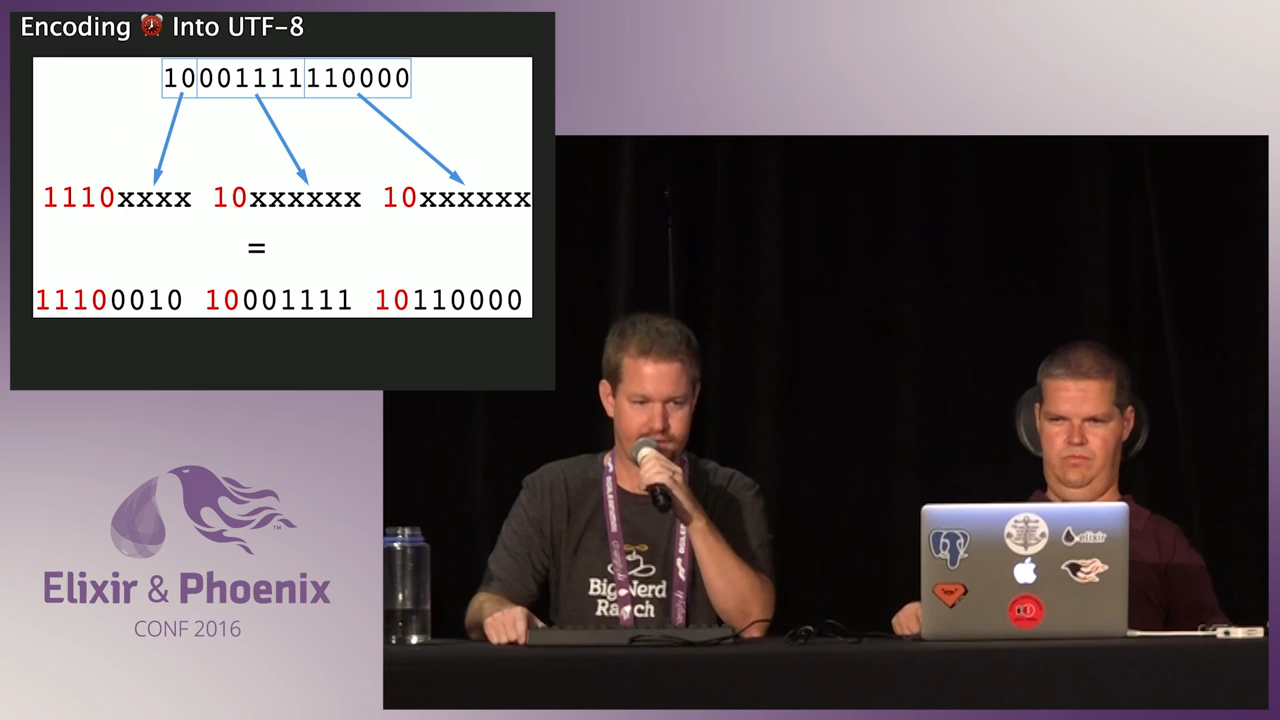 Encoding ⏰ Into UTF-8
10001111110000
1110xxxx 10xxxxxx 10xxxxxx
=
11100010 10001111 10110000
Elixir & Phoenix
CONF 2016
TM
Big Nerd
Ranch
elixir